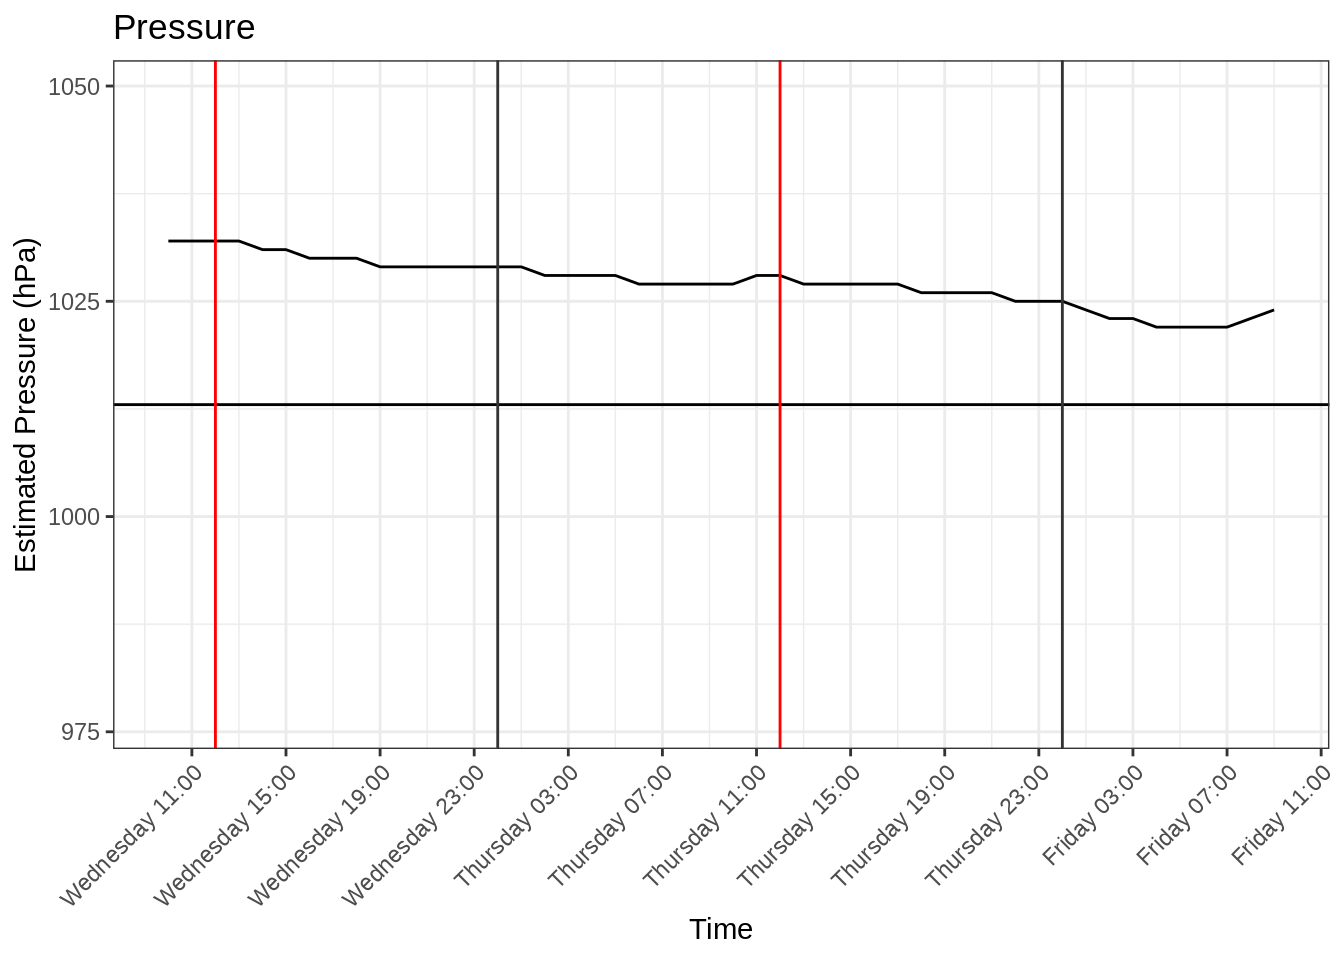 Pressure
Estimated Pressure (hPa)
1050
1025
1000
975
Wednesday 11:00
Wednesday 15:00
Wednesday 19:00
Wednesday 23:00
Thursday 03:00
Thursday 07:00
Thursday 11:00
Thursday 15:00
Thursday 19:00
Thursday 23:00
Friday 03:00
Friday 07:00
Friday 11:00
Time